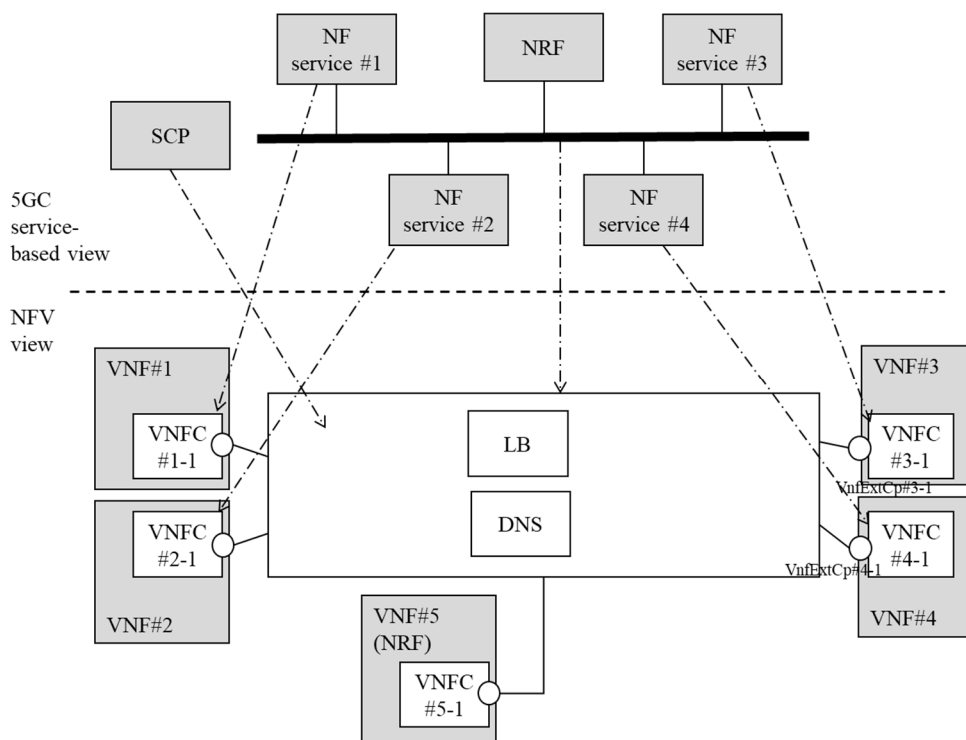 NF
service #1
NRF
NF
service #3
SCP
NF
service #2
NF
service #4
5GC
service-
based view
NFV
view
VNF#1
VNFC
#1-1
LB
VNF#3
VNFC
#3-1
VnfExtCp#3-1
VNFC
#2-1
VNF#2
DNS
VNFC
#4-1
VnfExtCp#4-1
VNF#4
VNF#5
(NRF)
VNFC
#5-1